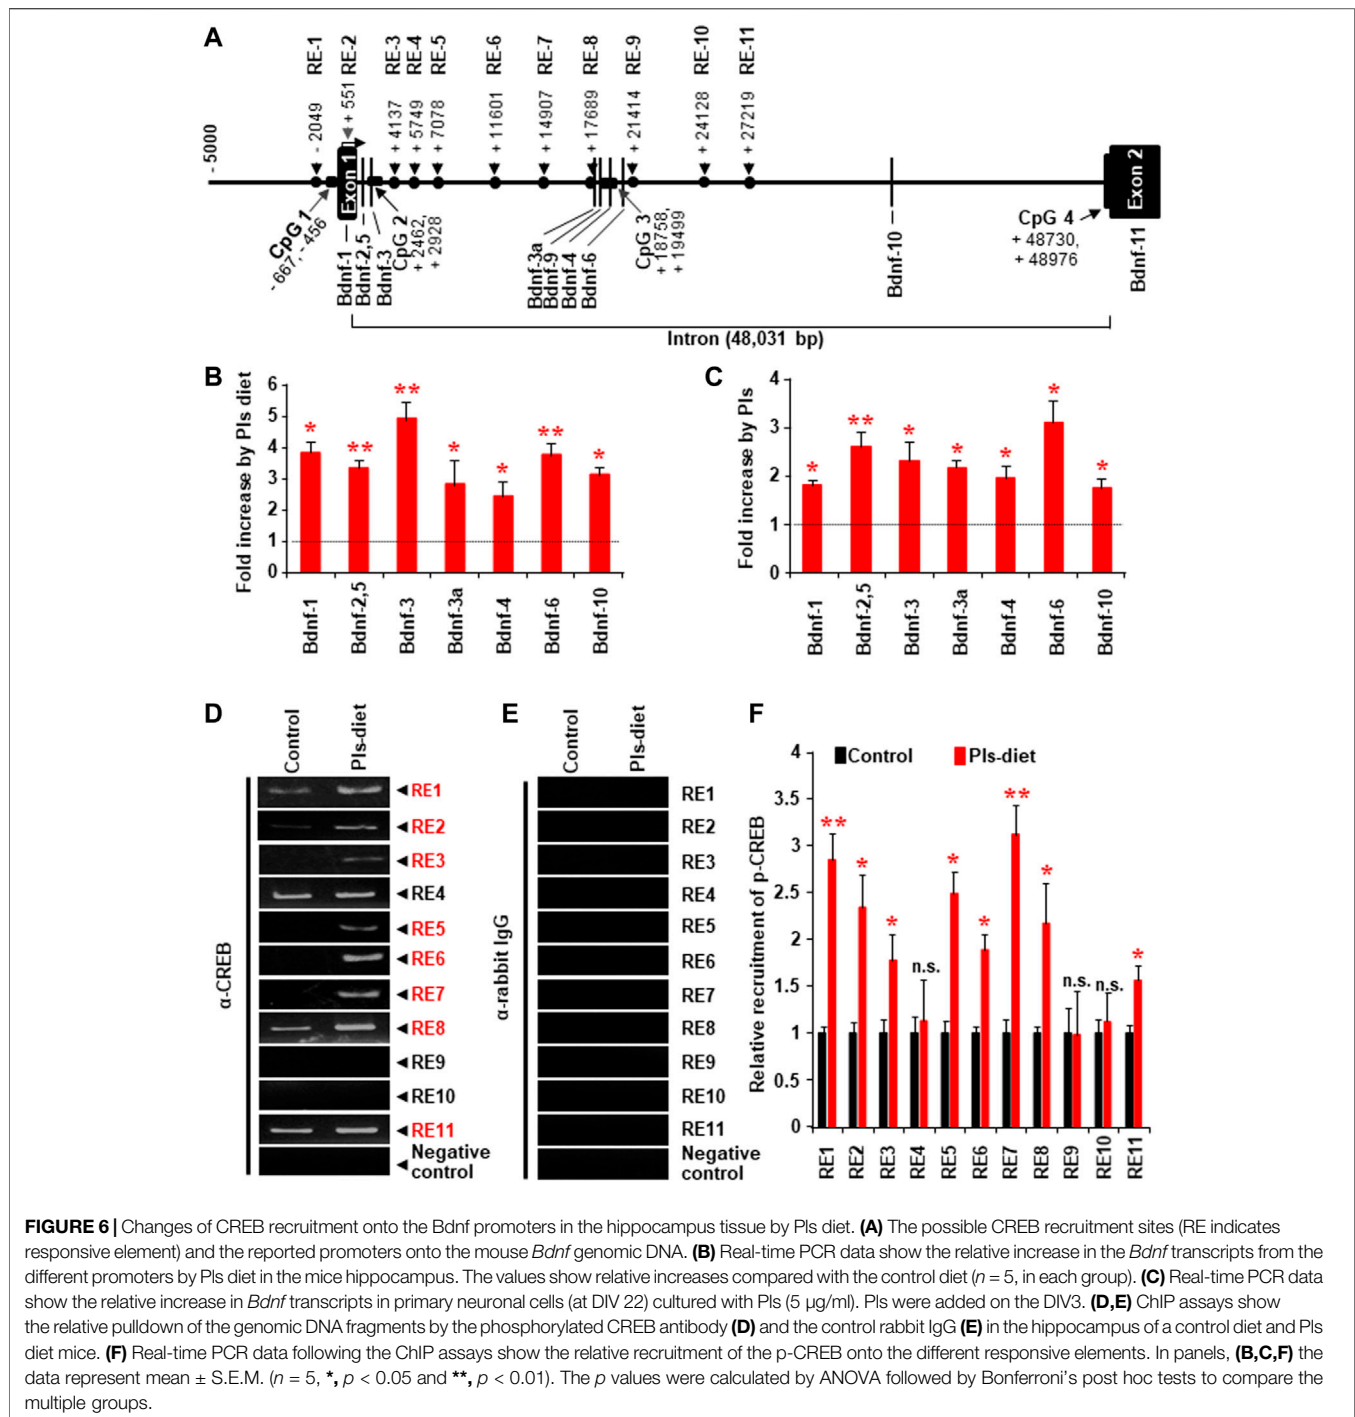 A
RE-1
RE-2
RE-3
RE-4
RE-5
RE-6
RE-7
RE-8
RE-9
RE-10
RE-11
- 5000
- 2049
+ 551
+ 4137
+ 5749
+ 7078
+ 11601
+ 14907
+ 17689
+ 21414
+ 24128
+ 27219
Exon 1
Exon 2
CpG 1
- 667, - 456
Bdnf-1
Bdnf-2,5
Bdnf-3
CpG 2
+ 2462,
+ 2928
Bdnf-3a
Bdnf-9
Bdnf-4
Bdnf-6
CpG 3
+ 18758,
+ 19499
Bdnf-10
CpG 4
+ 48730,
+ 48976
Bdnf-11
Intron (48,031 bp)
B
Fold increase by Pls diet
6
5
4
3
2
1
0
* ** ** * * ** *
Bdnf-1
Bdnf-2,5
Bdnf-3
Bdnf-3a
Bdnf-4
Bdnf-6
Bdnf-10
C
Fold increase by Pls
4
3
2
1
0
* ** * * * * *
Bdnf-1
Bdnf-2,5
Bdnf-3
Bdnf-3a
Bdnf-4
Bdnf-6
Bdnf-10
D
Control
Pls-diet
α-CREB
RE1
RE2
RE3
RE4
RE5
RE6
RE7
RE8
RE9
RE10
RE11
Negative
control
E
Control
Pls-diet
α-rabbit IgG
RE1
RE2
RE3
RE4
RE5
RE6
RE7
RE8
RE9
RE10
RE11
Negative
control
F
Control
Pls-diet
Relative recruitment of p-CREB
4
3.5
3
2.5
2
1.5
1
0.5
0
** * * n.s. * * ** * n.s. n.s. *
RE1
RE2
RE3
RE4
RE5
RE6
RE7
RE8
RE9
RE10
RE11
FIGURE 6 | Changes of CREB recruitment onto the Bdnf promoters in the hippocampus tissue by Pls diet. (A) The possible CREB recruitment sites (RE indicates
responsive element) and the reported promoters onto the mouse Bdnf genomic DNA. (B) Real-time PCR data show the relative increase in the Bdnf transcripts from the
different promoters by Pls diet in the mice hippocampus. The values show relative increases compared with the control diet (n = 5, in each group). (C) Real-time PCR data
show the relative increase in Bdnf transcripts in primary neuronal cells (at DIV 22) cultured with Pls (5 μg/ml). Pls were added on the DIV3. (D,E) ChIP assays show
the relative pulldown of the genomic DNA fragments by the phosphorylated CREB antibody (D) and the control rabbit IgG (E) in the hippocampus of a control diet and Pls
diet mice. (F) Real-time PCR data following the ChIP assays show the relative recruitment of the p-CREB onto the different responsive elements. In panels, (B,C,F) the
data represent mean ± S.E.M. (n = 5, *, p < 0.05 and **, p < 0.01). The p values were calculated by ANOVA followed by Bonferroni's post hoc tests to compare the
multiple groups.